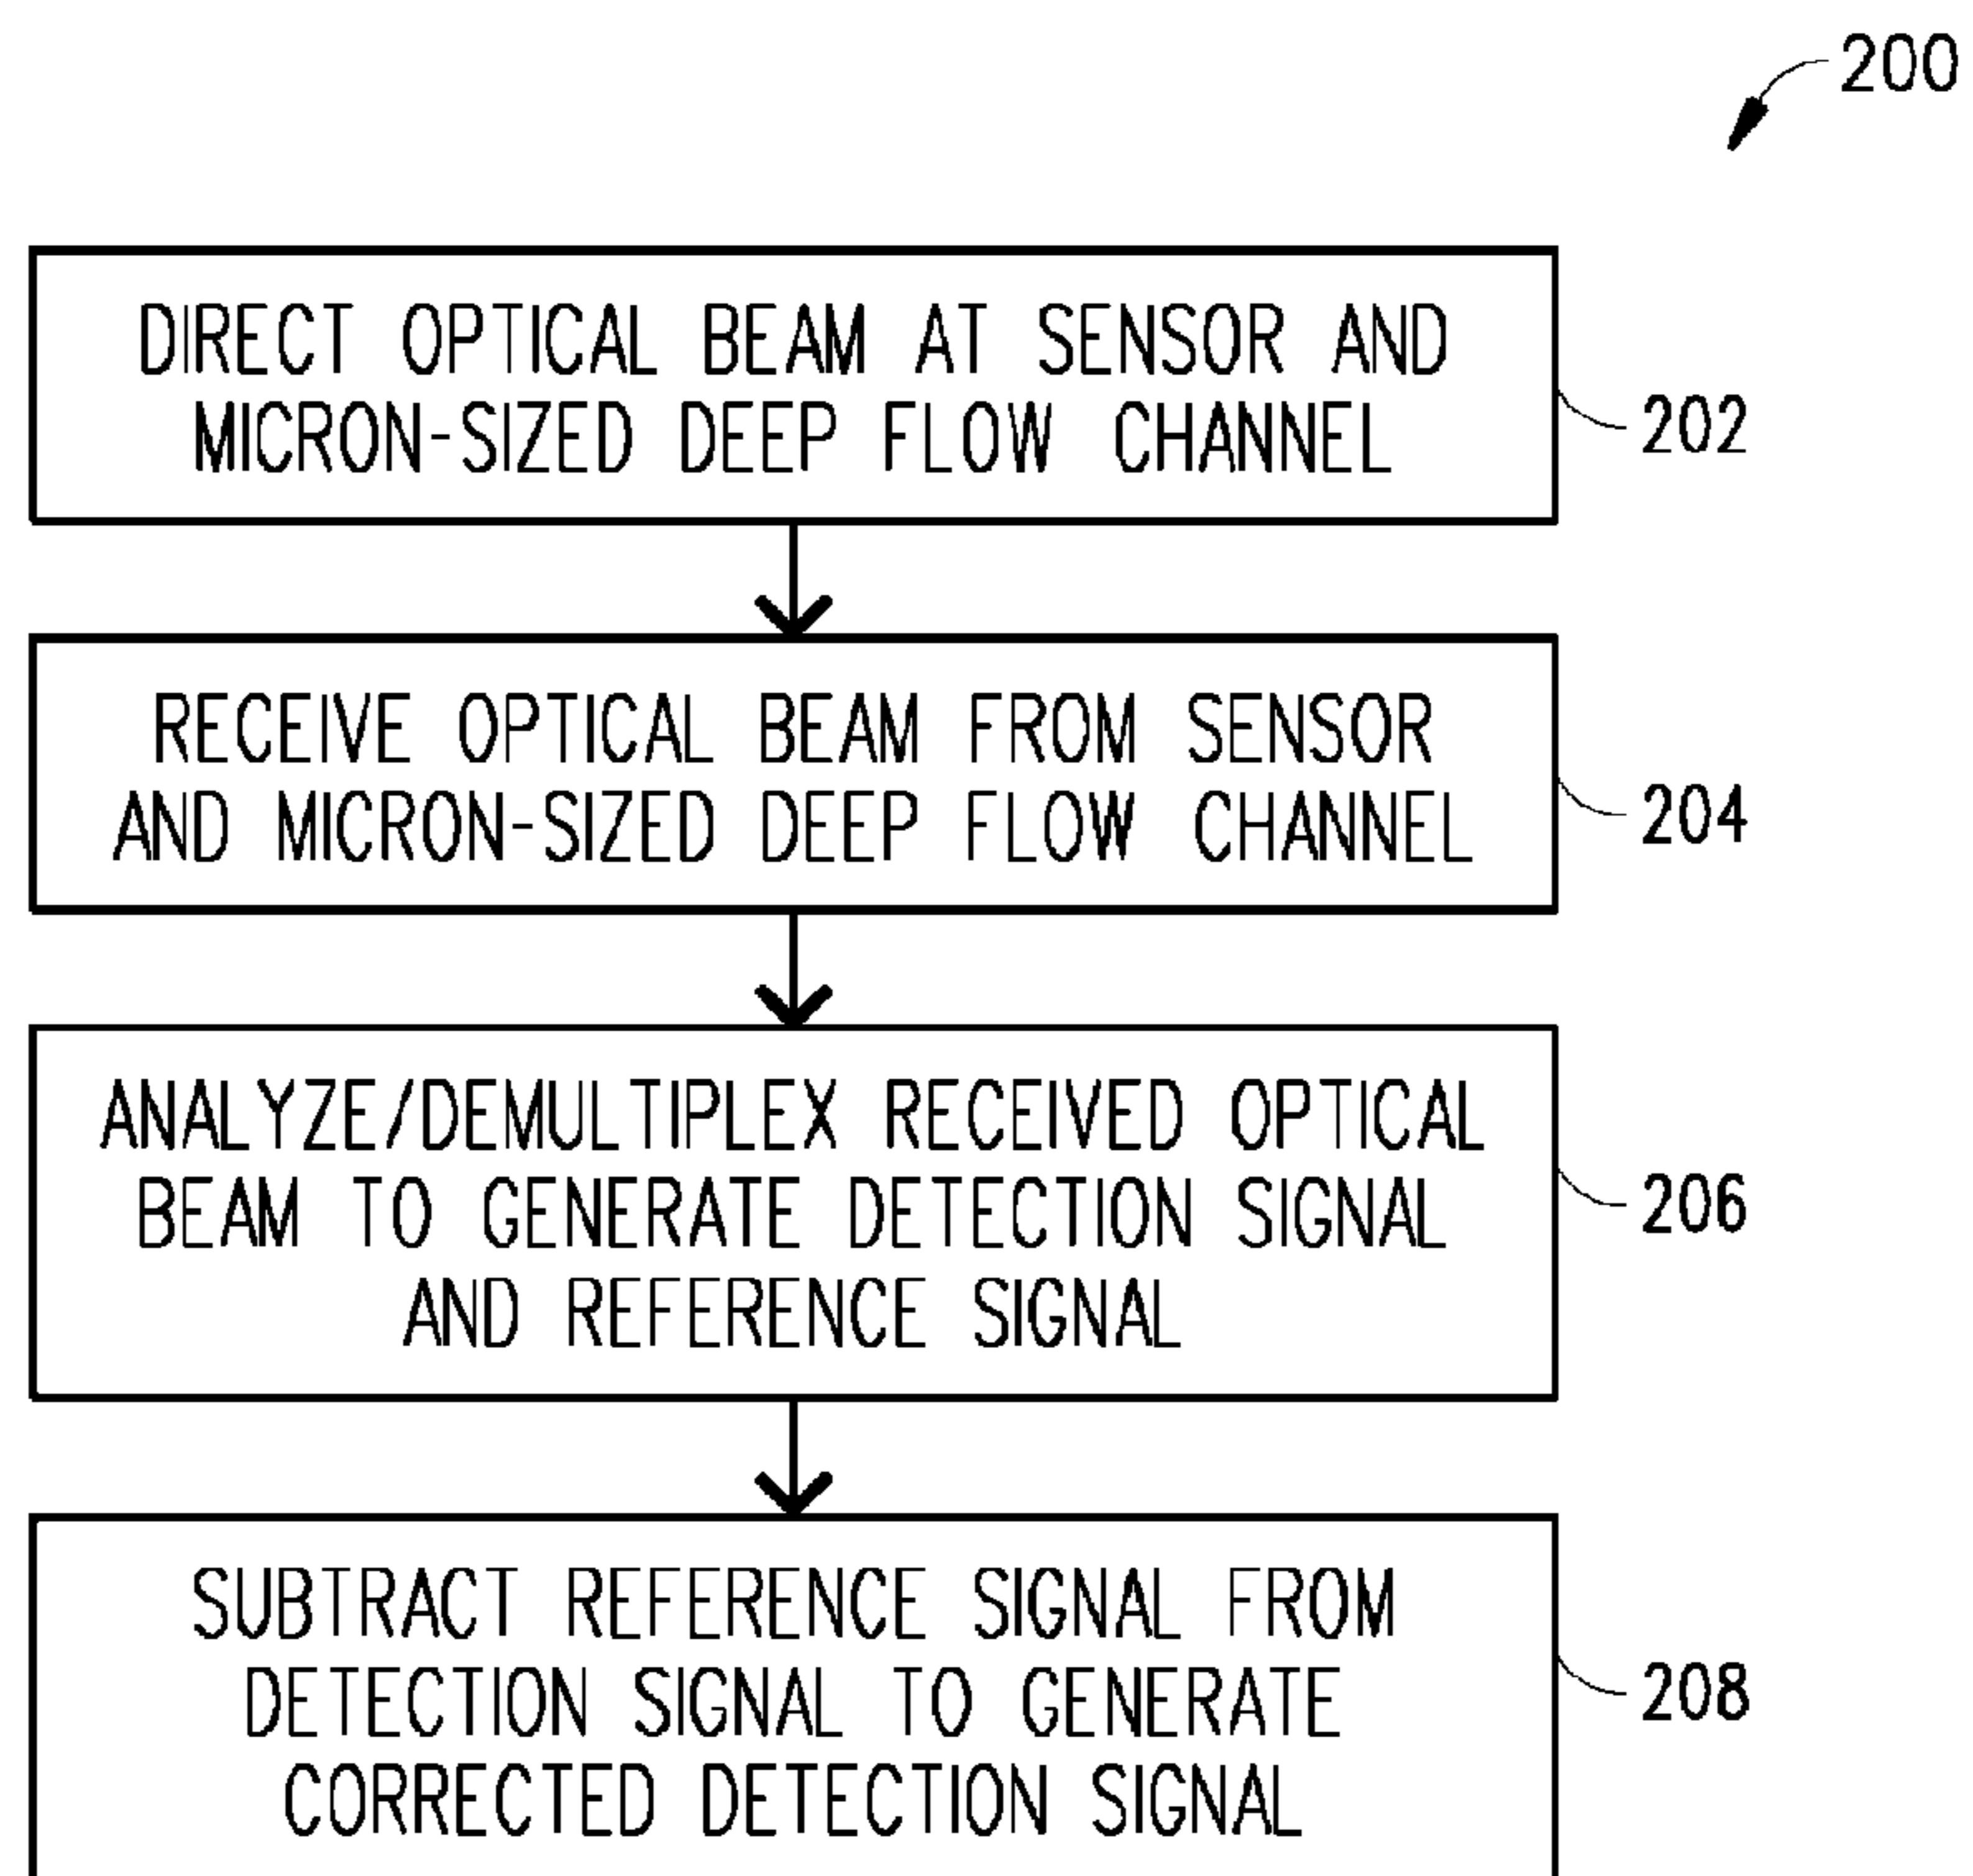 200
DIRECT OPTICAL BEAM AT SENSOR AND
MICRON-SIZED DEEP FLOW CHANNEL
202
RECEIVE OPTICAL BEAM FROM SENSOR
AND MICRON-SIZED DEEP FLOW CHANNEL
204
ANALYZE/DEMULTIPLEX RECEIVED OPTICAL
BEAM TO GENERATE DETECTION SIGNAL
AND REFERENCE SIGNAL
206
SUBTRACT REFERENCE SIGNAL FROM
DETECTION SIGNAL TO GENERATE
CORRECTED DETECTION SIGNAL
208